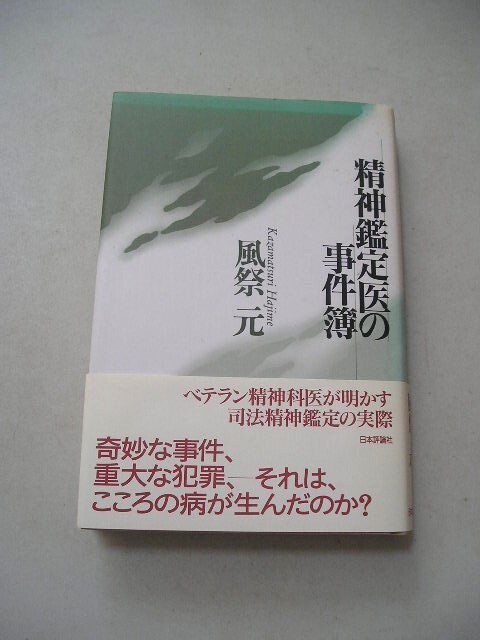 精神鑑定医の
事件簿
Kazamatsuri Hajime
風祭 元
ベテラン精神科医が明かす
司法精神鑑定の実際
日本評論社
奇妙な事件、
重大な犯罪、―それは、
こころの病が生んだのか?